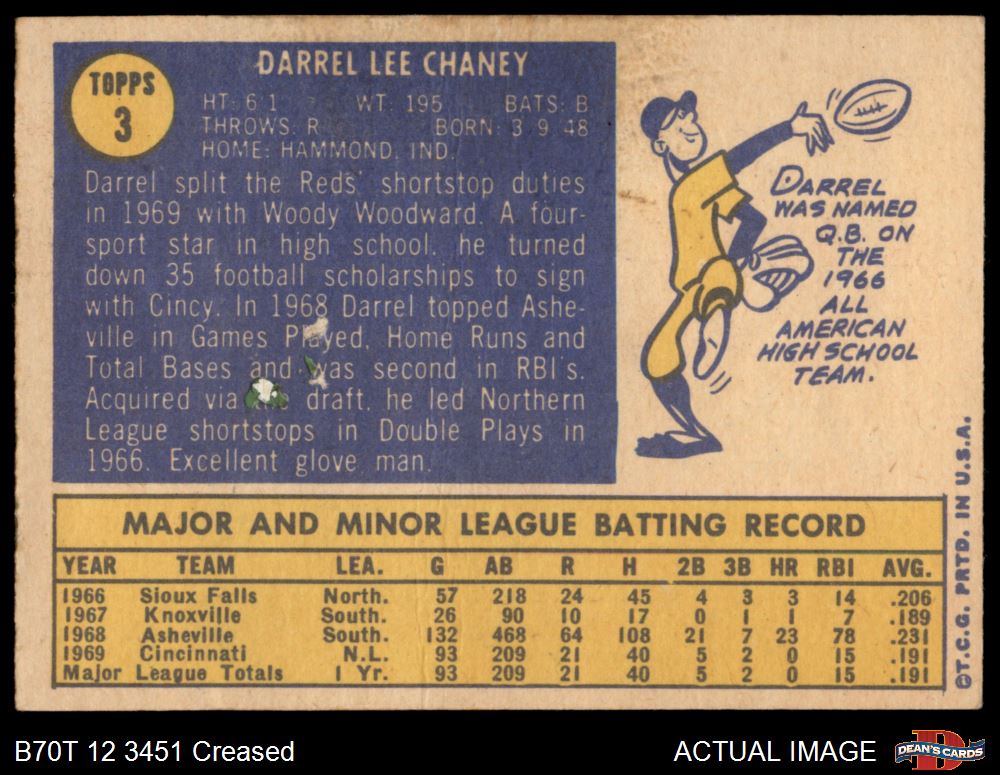 TOPPS
3
DARREL LEE CHANEY
HT: 6 1 WT: 195 BATS: B
THROWS: R BORN: 3 9 48
HOME: HAMMOND, IND.
Darrel split the Reds' shortstop duties
in 1969 with Woody Woodward. A four-
sport star in high school, he turned
down 35 football scholarships to sign
with Cincy. In 1968 Darrel topped Ashe-
ville in Games Played, Home Runs and
Total Bases and was second in RBI's.
Acquired via draft, he led Northern
League shortstops in Double Plays in
1966. Excellent glove man.
DARREL
WAS NAMED
Q.B. ON
THE
1966
ALL
AMERICAN
HIGH SCHOOL
TEAM.
MAJOR AND MINOR LEAGUE BATTING RECORD
YEAR TEAM LEA. G AB R H 2B 3B HR RBI AVG.
1966 Sioux Falls North. 57 218 24 45 4 3 3 14 .206
1967 Knoxville South. 26 90 10 17 0 1 1 7 .189
1968 Asheville South. 132 468 64 108 21 7 23 78 .231
1969 Cincinnati N.L. 93 209 21 40 5 2 0 15 .191
Major League Totals 1 Yr. 93 209 21 40 5 2 0 15 .191
©T.C.G. PRTD. IN U.S.A.
B70T 12 3451 Creased
ACTUAL IMAGE
D
DEAN'S CARDS